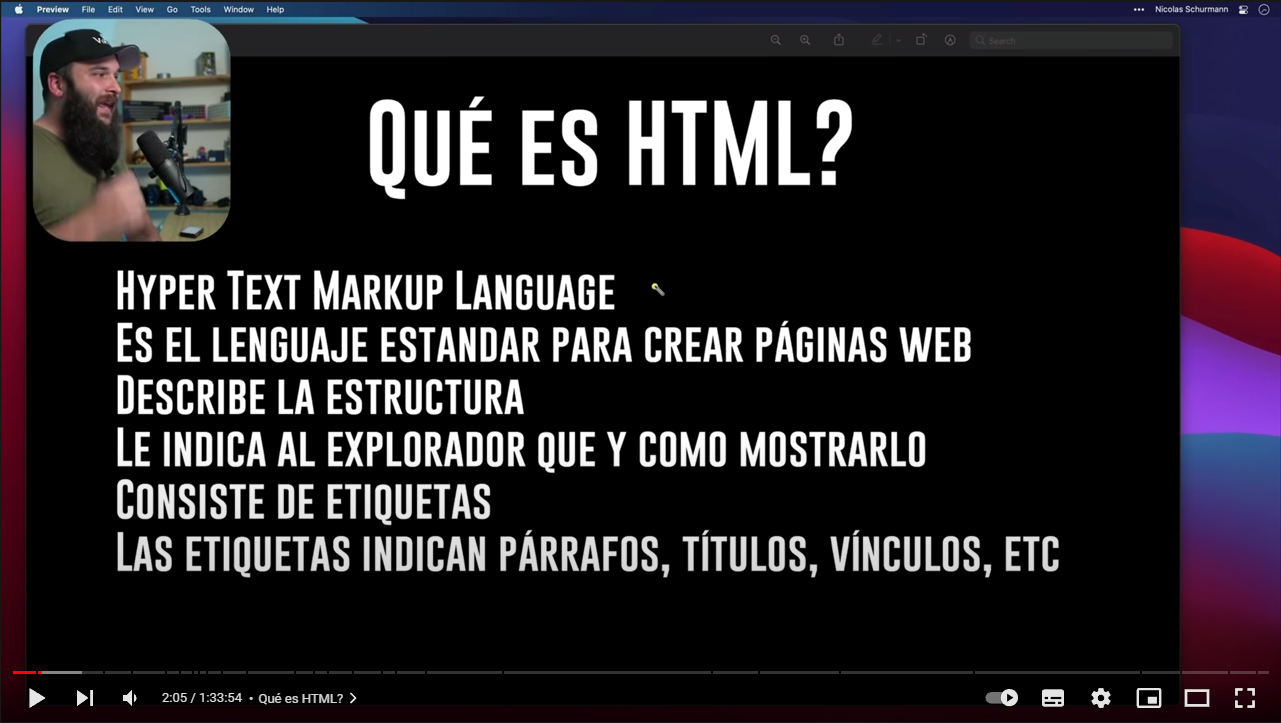 Preview File Edit View Go Tools Window Help
Nicolas Schurmann
Search
QUÉ ES HTML?
HYPER TEXT MARKUP LANGUAGE
ES EL LENGUAJE ESTANDAR PARA CREAR PÁGINAS WEB
DESCRIBE LA ESTRUCTURA
LE INDICA AL EXPLORADOR QUE Y COMO MOSTRARLO
CONSISTE DE ETIQUETAS
LAS ETIQUETAS INDICAN PÁRRAFOS, TÍTULOS, VÍNCULOS, ETC
2:05 / 1:33:54 • Qué es HTML? >